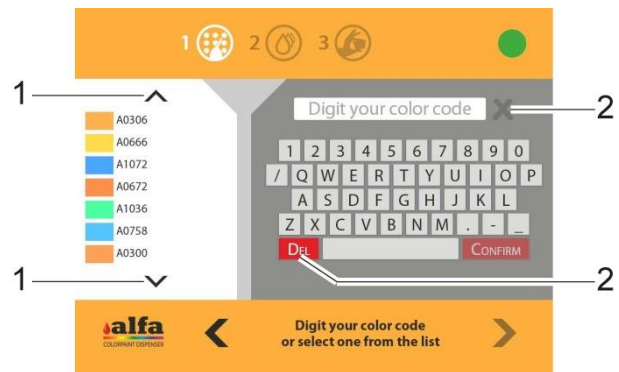 1 2 3
1
2
A0306
A0666
A1072
A0672
A1036
A0758
A0300
1
Digit your color code X
1 2 3 4 5 6 7 8 9 0
/ Q W E R T Y U I O P
A S D F G H J K L
Z X C V B N M . - _
DEL CONFIRM
2
alfa
COLORPAINT DISPENSER
Digit your color code
or select one from the list